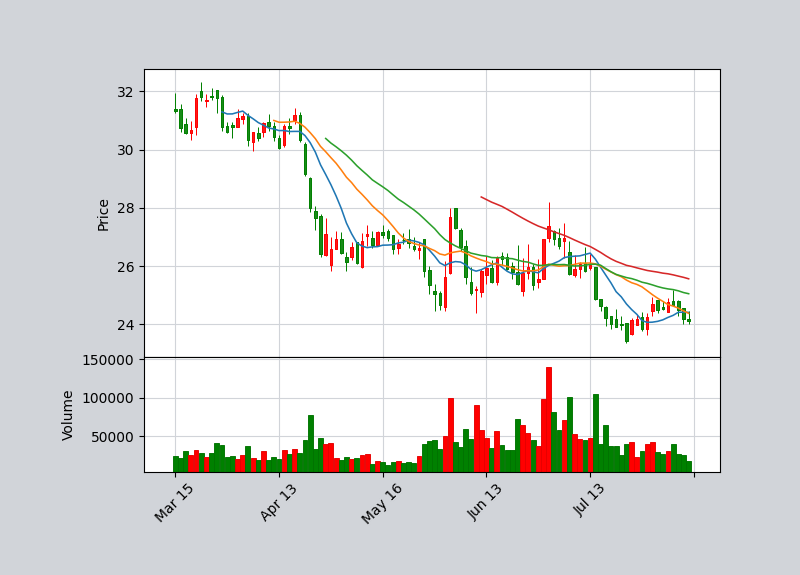 32
30
28
26
24
Price
150000
100000
50000
Volume
Mar 15
Apr 13
May 16
Jun 13
Jul 13